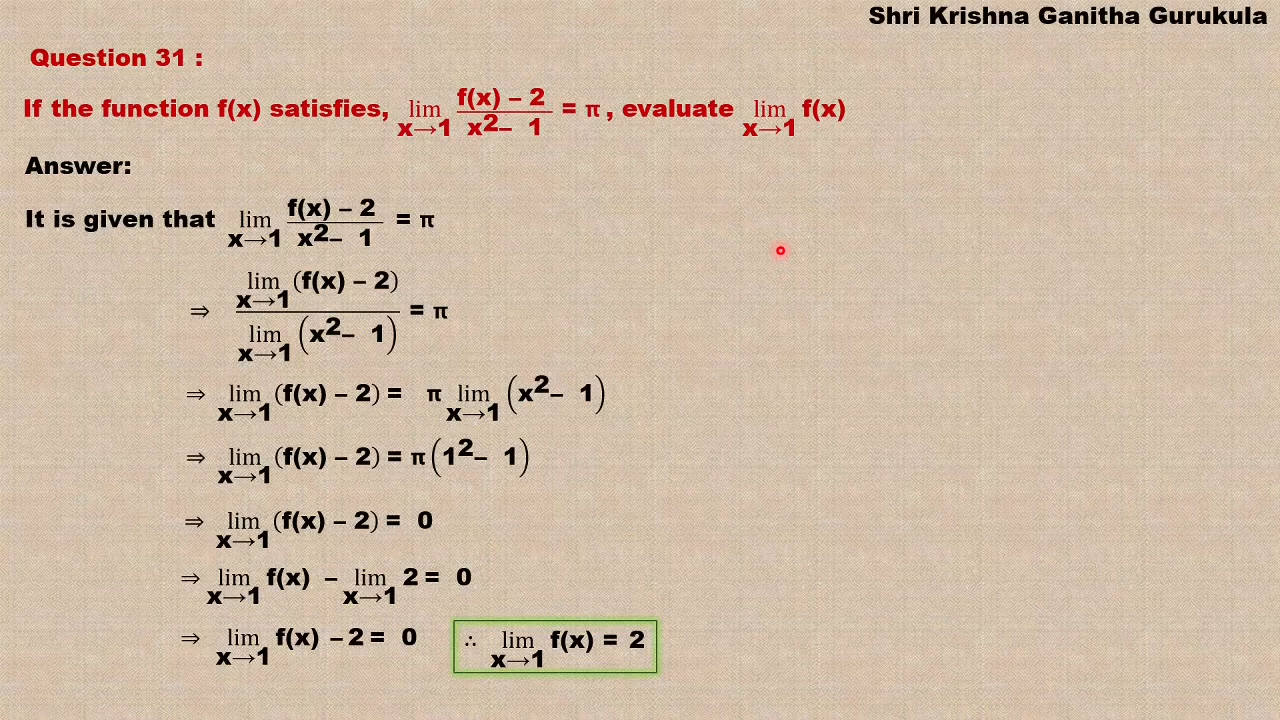 Shri Krishna Ganitha Gurukula
Question 31 :
If the function f(x) satisfies, lim x→1 (f(x) – 2)/(x² – 1) = π , evaluate lim x→1 f(x)
Answer:
It is given that lim x→1 (f(x) – 2)/(x² – 1) = π
⇒ lim x→1 (f(x) – 2) / lim x→1 (x² – 1) = π
⇒ lim x→1 (f(x) – 2) = π lim x→1 (x² – 1)
⇒ lim x→1 (f(x) – 2) = π (1² – 1)
⇒ lim x→1 (f(x) – 2) = 0
⇒ lim x→1 f(x) – lim x→1 2 = 0
⇒ lim x→1 f(x) – 2 = 0 ∴ lim x→1 f(x) = 2